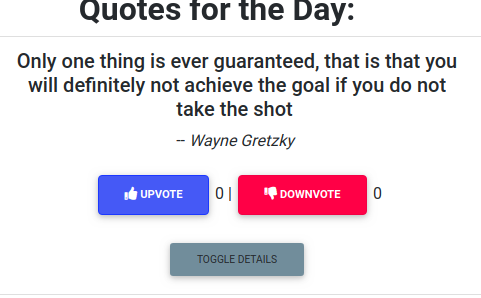 Quotes for the Day:
Only one thing is ever guaranteed, that is that you
will definitely not achieve the goal if you do not
take the shot
-- Wayne Gretzky
UPVOTE 0 | DOWNVOTE 0
TOGGLE DETAILS